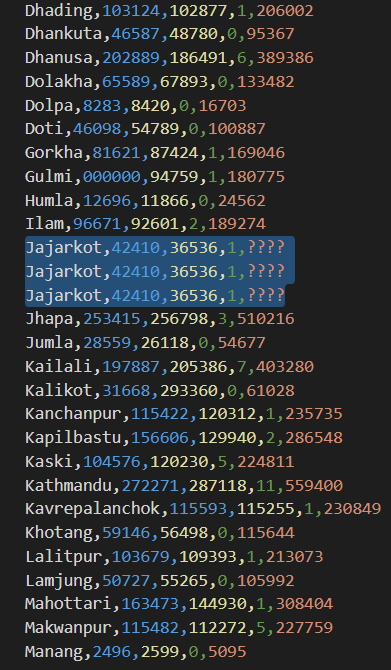 Dhading,103124,102877,1,206002
Dhankuta,46587,48780,0,95367
Dhanusa,202889,186491,6,389386
Dolakha,65589,67893,0,133482
Dolpa,8283,8420,0,16703
Doti,46098,54789,0,100887
Gorkha,81621,87424,1,169046
Gulmi,000000,94759,1,180775
Humla,12696,11866,0,24562
Ilam,96671,92601,2,189274
Jajarkot,42410,36536,1,????
Jajarkot,42410,36536,1,????
Jajarkot,42410,36536,1,????
Jhapa,253415,256798,3,510216
Jumla,28559,26118,0,54677
Kailali,197887,205386,7,403280
Kalikot,31668,293360,0,61028
Kanchanpur,115422,120312,1,235735
Kapilbastu,156606,129940,2,286548
Kaski,104576,120230,5,224811
Kathmandu,272271,287118,11,559400
Kavrepalanchok,115593,115255,1,230849
Khotang,59146,56498,0,115644
Lalitpur,103679,109393,1,213073
Lamjung,50727,55265,0,105992
Mahottari,163473,144930,1,308404
Makwanpur,115482,112272,5,227759
Manang,2496,2599,0,5095